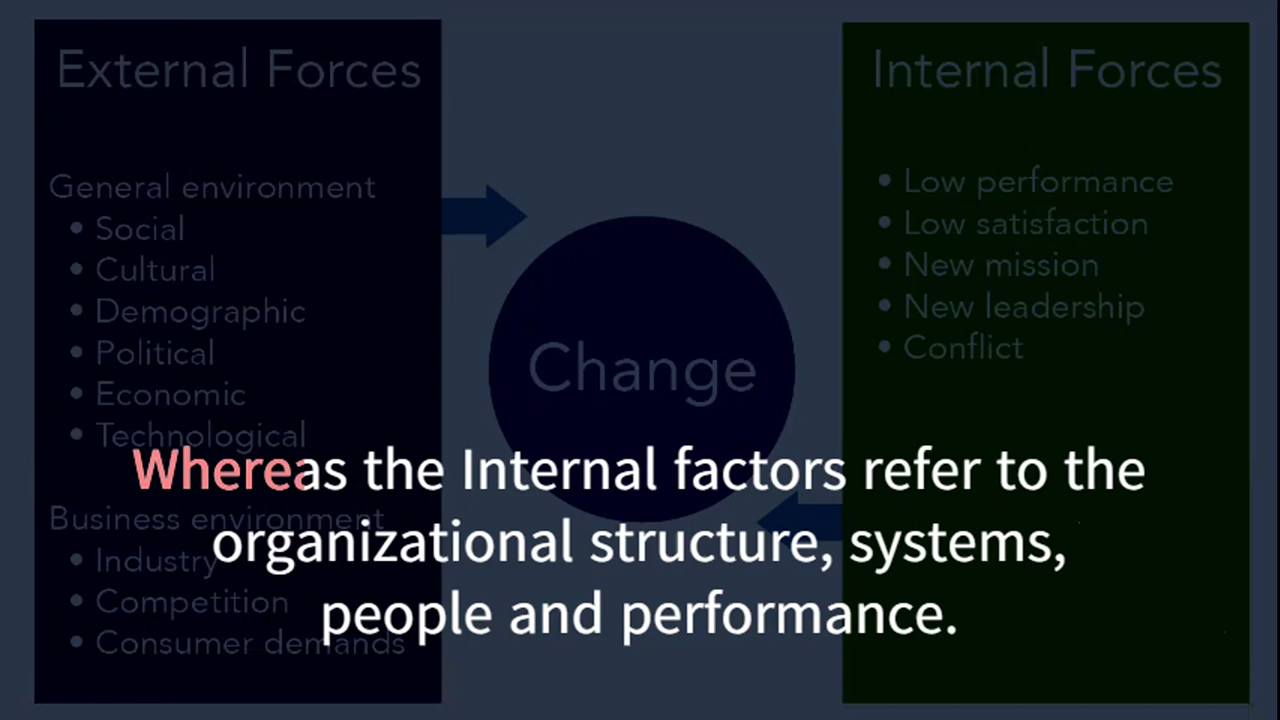 External Forces
General environment
• Social
• Cultural
• Demographic
• Political
• Economic
• Technological
Business environment
• Industry
• Competition
• Consumer demands
Change
Internal Forces
• Low performance
• Low satisfaction
• New mission
• New leadership
• Conflict
Whereas the Internal factors refer to the
organizational structure, systems,
people and performance.